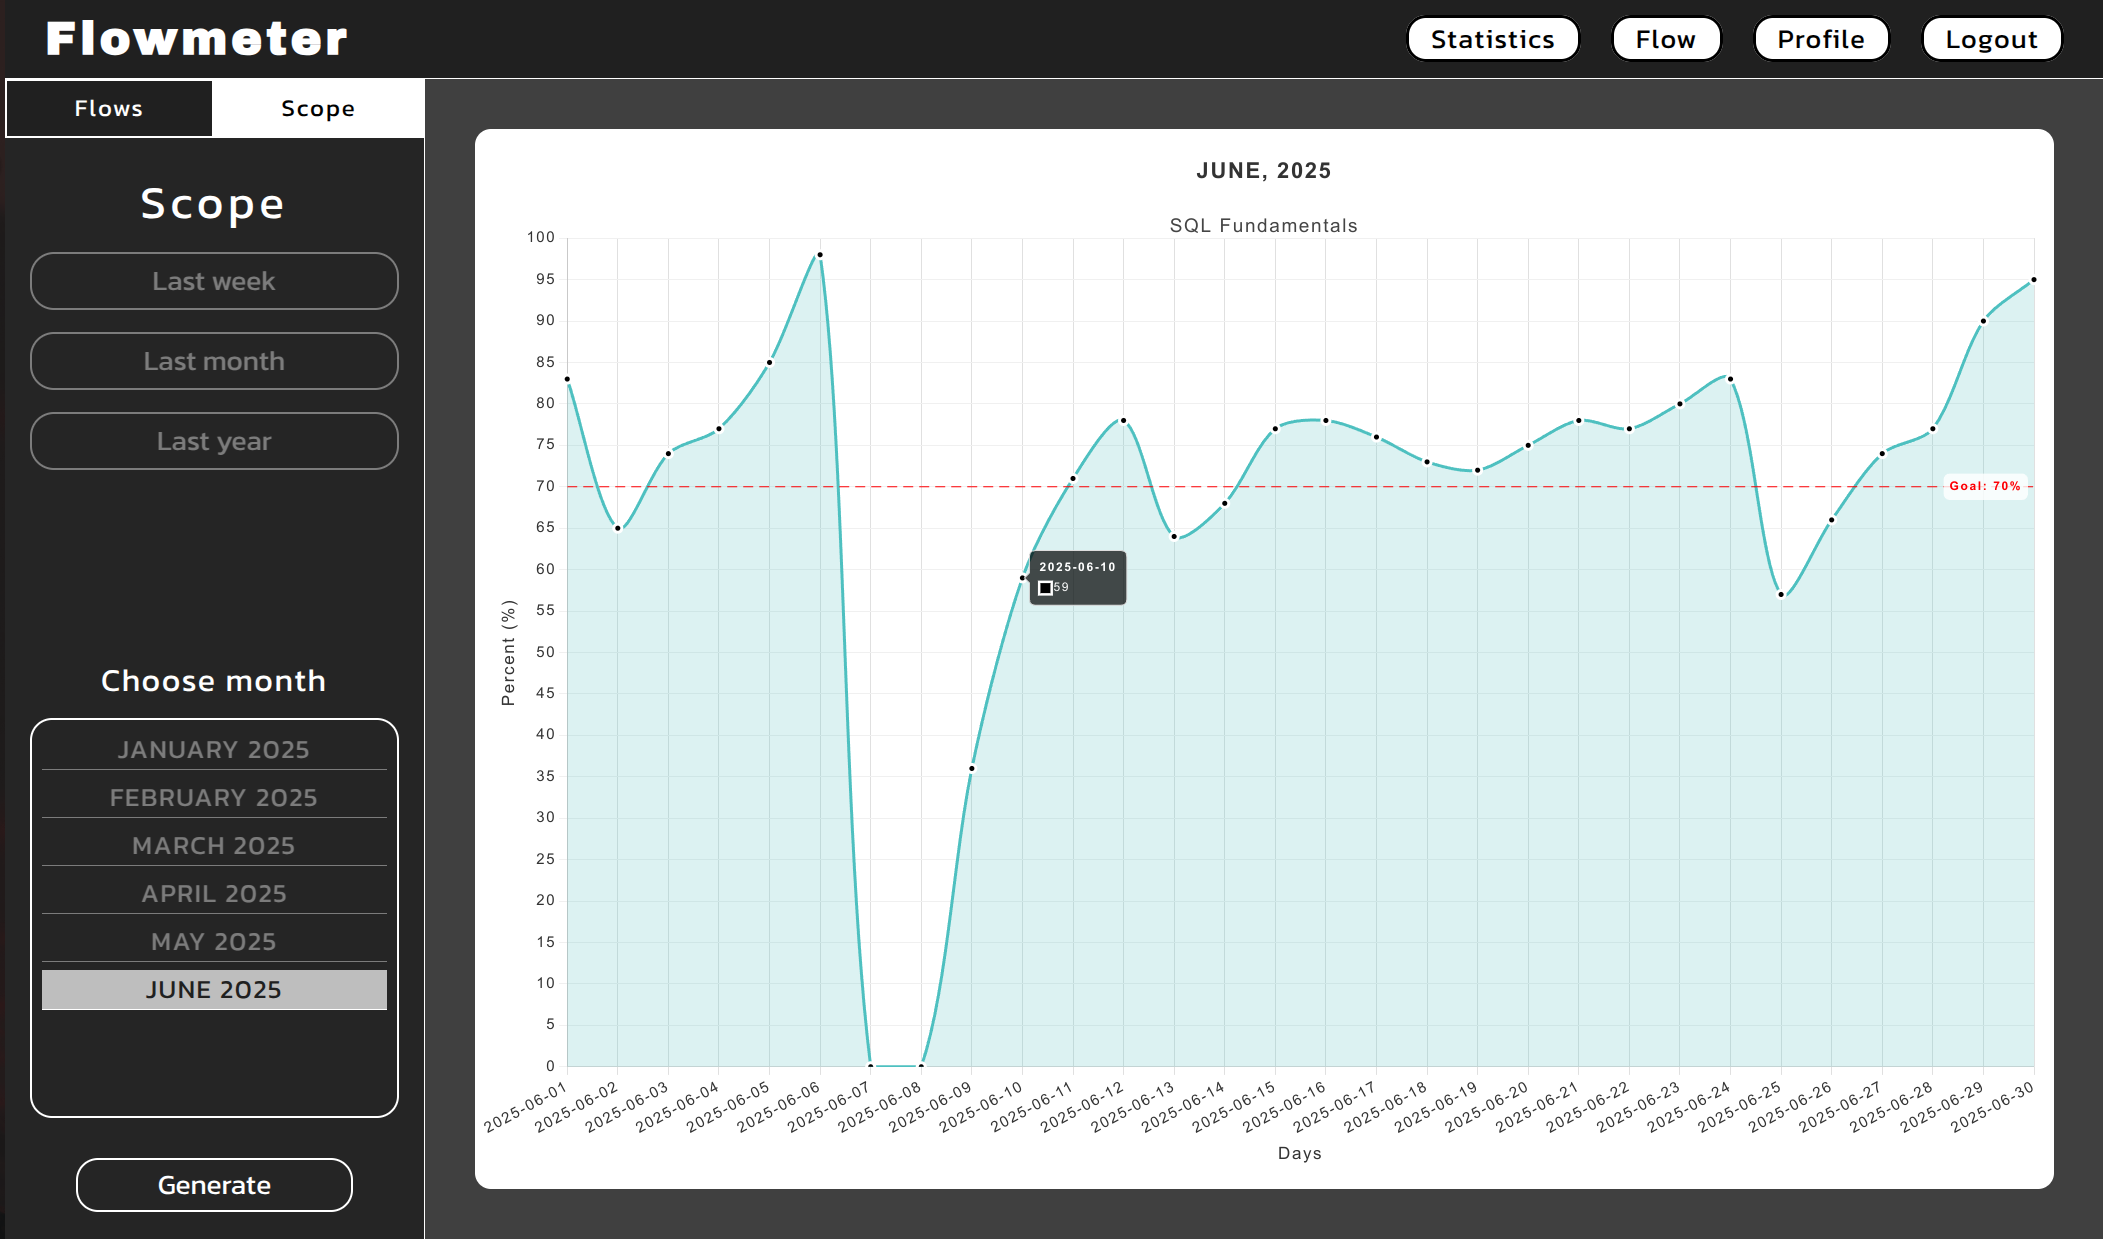 Flowmeter
Statistics
Flow
Profile
Logout
Flows
Scope
Scope
Last week
Last month
Last year
Choose month
JANUARY 2025
FEBRUARY 2025
MARCH 2025
APRIL 2025
MAY 2025
JUNE 2025
Generate
JUNE, 2025
SQL Fundamentals
Percent (%)
100
95
90
85
80
75
70
65
60
55
50
45
40
35
30
25
20
15
10
5
0
Goal: 70%
2025-06-10
59
2025-06-01
2025-06-02
2025-06-03
2025-06-04
2025-06-05
2025-06-06
2025-06-07
2025-06-08
2025-06-09
2025-06-10
2025-06-11
2025-06-12
2025-06-13
2025-06-14
2025-06-15
2025-06-16
2025-06-17
2025-06-18
2025-06-19
2025-06-20
2025-06-21
2025-06-22
2025-06-23
2025-06-24
2025-06-25
2025-06-26
2025-06-27
2025-06-28
2025-06-29
2025-06-30
Days